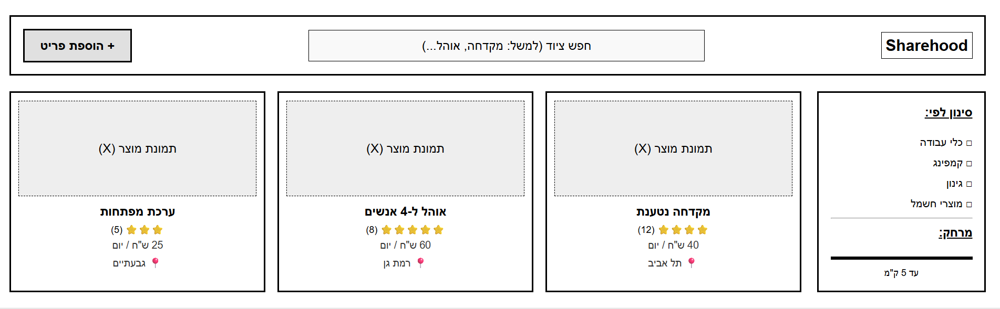 Sharehood
חפש ציוד (למשל: מקדחה, אוהל...)
+ הוספת פריט
סינון לפי:
כלי עבודה
קמפינג
גינון
מוצרי חשמל
מרחק:
עד 5 ק"מ
תמונת מוצר (X)
מקדחה נטענת
(12)
40 ש"ח / יום
תל אביב
תמונת מוצר (X)
אוהל ל-4 אנשים
(8)
60 ש"ח / יום
רמת גן
תמונת מוצר (X)
ערכת מפתחות
(5)
25 ש"ח / יום
גבעתיים